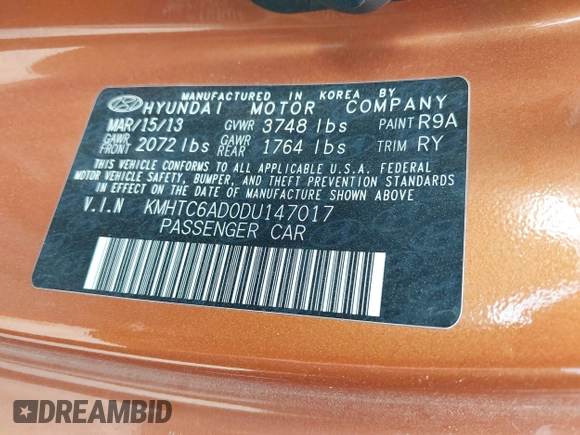 MANUFACTURED IN KOREA BY
HYUNDAI MOTOR COMPANY
MAR/15/13 GVWR 3748 lbs PAINT R9A
GAWR FRONT 2072 lbs GAWR REAR 1764 lbs TRIM RY
THIS VEHICLE CONFORMS TO ALL APPLICABLE U.S.A. FEDERAL
MOTOR VEHICLE SAFETY, BUMPER, AND THEFT PREVENTION STANDARDS
IN EFFECT ON THE DATE OF MANUFACTURE SHOWN ABOVE
V.I.N KMHTC6AD0DU147017
PASSENGER CAR
DREAMBID